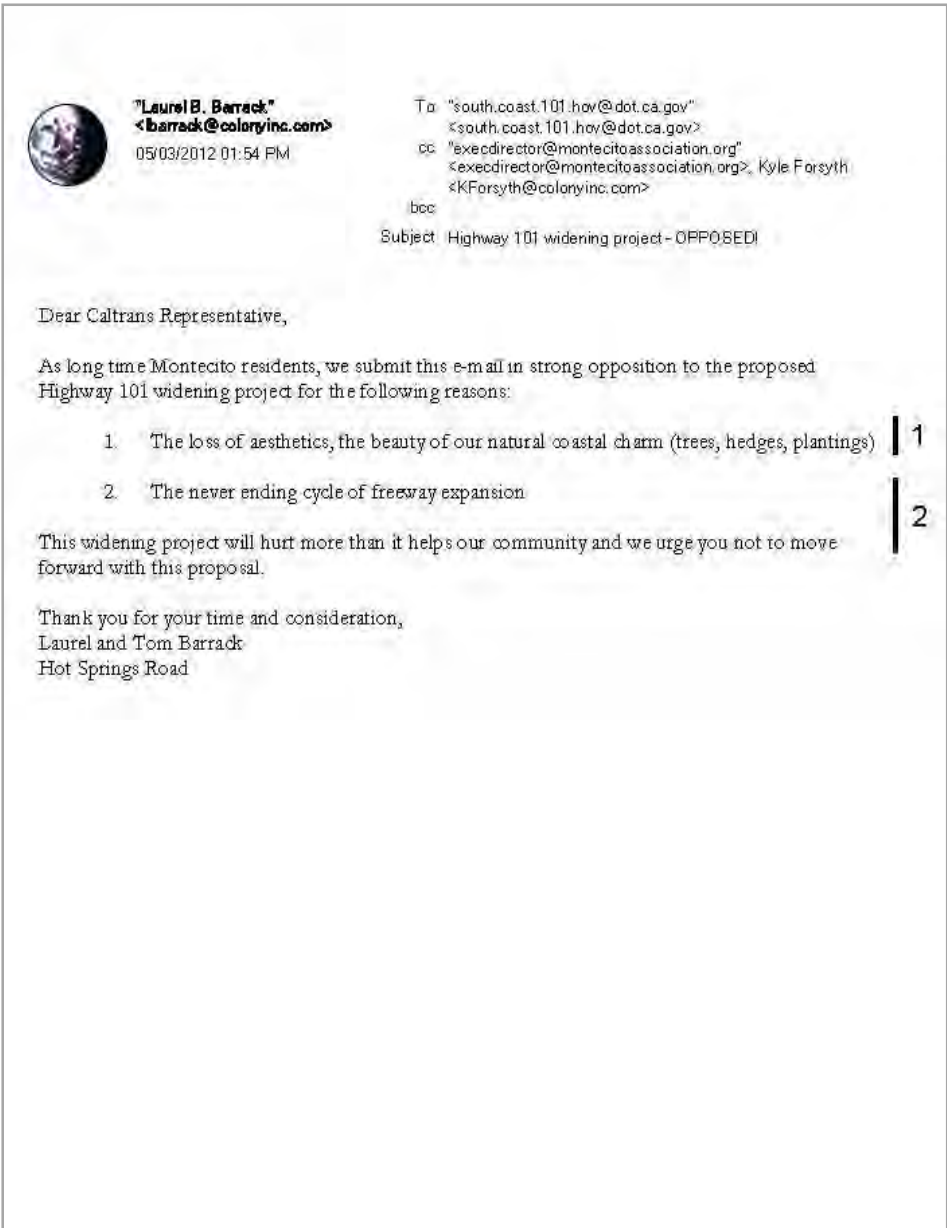 "Laurel B. Barrack"
<lbarrack@colonyinc.com>
05/03/2012 01:54 PM
To "south.coast.101.hov@dot.ca.gov"
<south.coast.101.hov@dot.ca.gov>
cc "execdirector@montecitoassociation.org"
<execdirector@montecitoassociation.org>, Kyle Forsyth
<KForsyth@colonyinc.com>
bcc
Subject Highway 101 widening project - OPPOSED!
Dear Caltrans Representative,
As long time Montecito residents, we submit this e-mail in strong opposition to the proposed
Highway 101 widening project for the following reasons:
1. The loss of aesthetics, the beauty of our natural coastal charm (trees, hedges, plantings)
1
2. The never ending cycle of freeway expansion
2
This widening project will hurt more than it helps our community and we urge you not to move
forward with this proposal.
Thank you for your time and consideration,
Laurel and Tom Barrack
Hot Springs Road